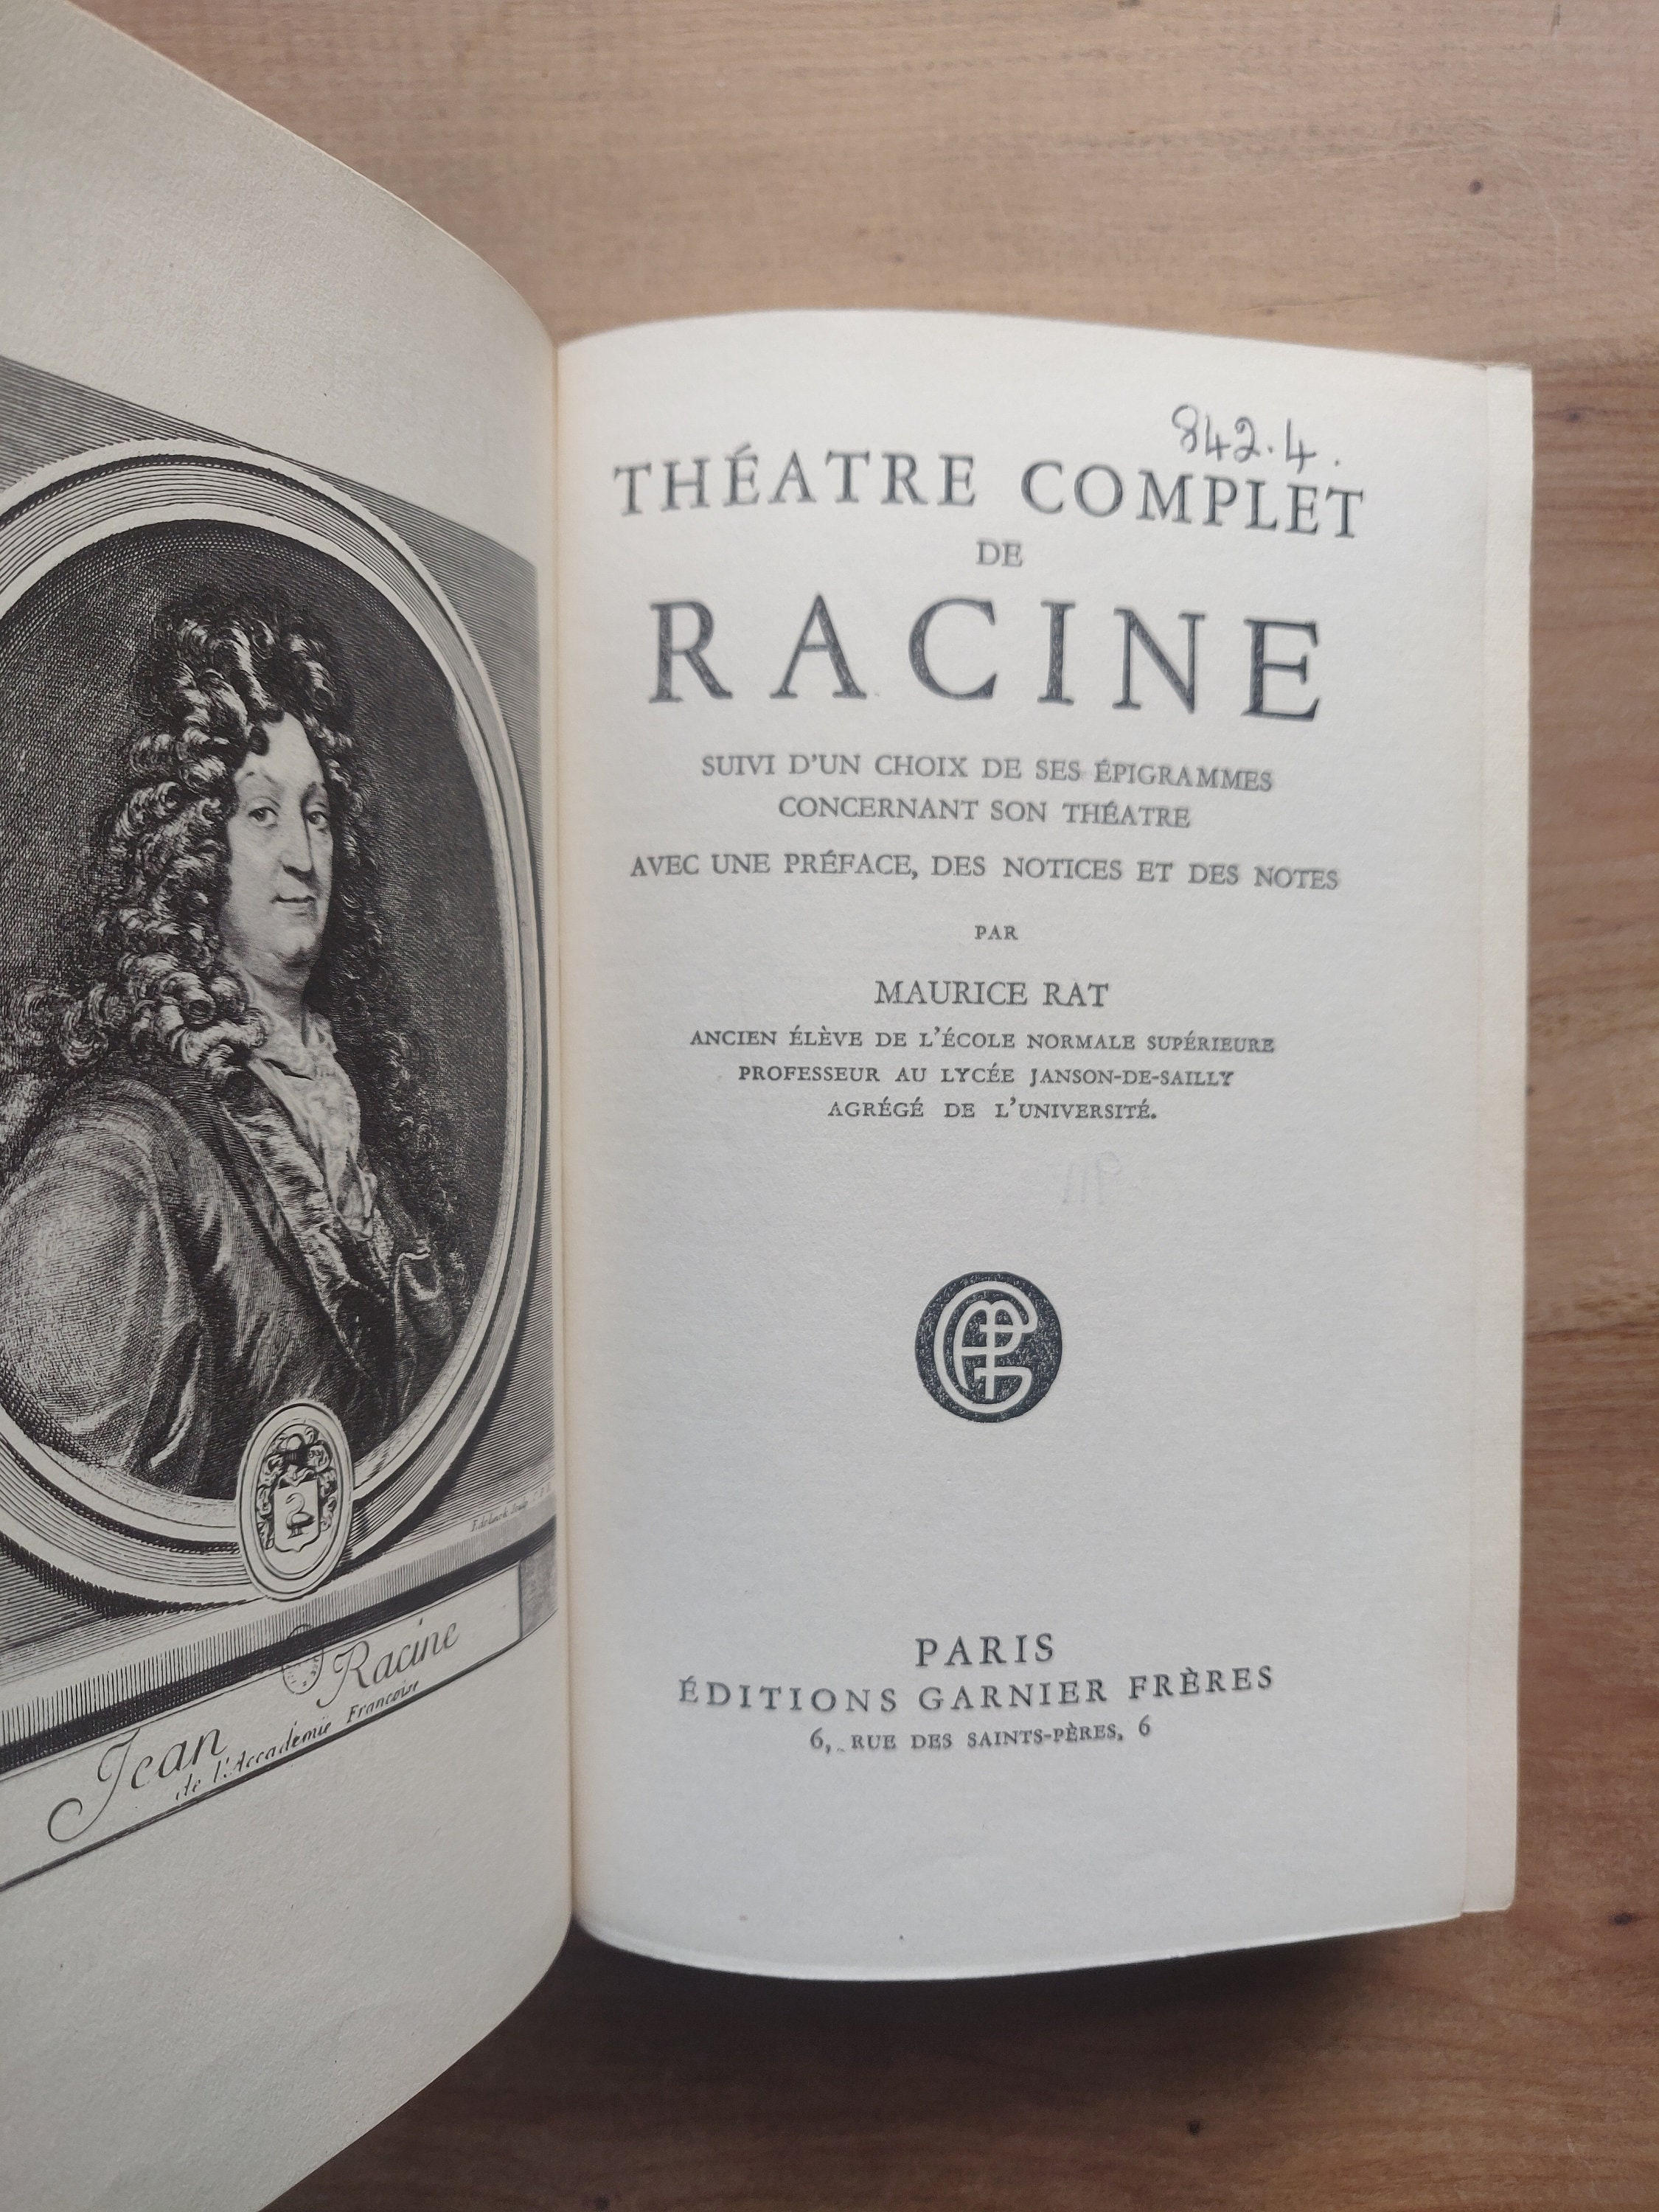 Jean Racine
de l'Accademie Francoise
842.4.
THÉATRE COMPLET
DE
RACINE
SUIVI D'UN CHOIX DE SES ÉPIGRAMMES
CONCERNANT SON THÉATRE
AVEC UNE PRÉFACE, DES NOTICES ET DES NOTES
PAR
MAURICE RAT
ANCIEN ÉLÈVE DE L'ÉCOLE NORMALE SUPÉRIEURE
PROFESSEUR AU LYCÉE JANSON-DE-SAILLY
AGRÉGÉ DE L'UNIVERSITÉ.
PARIS
ÉDITIONS GARNIER FRÈRES
6, RUE DES SAINTS-PÈRES, 6